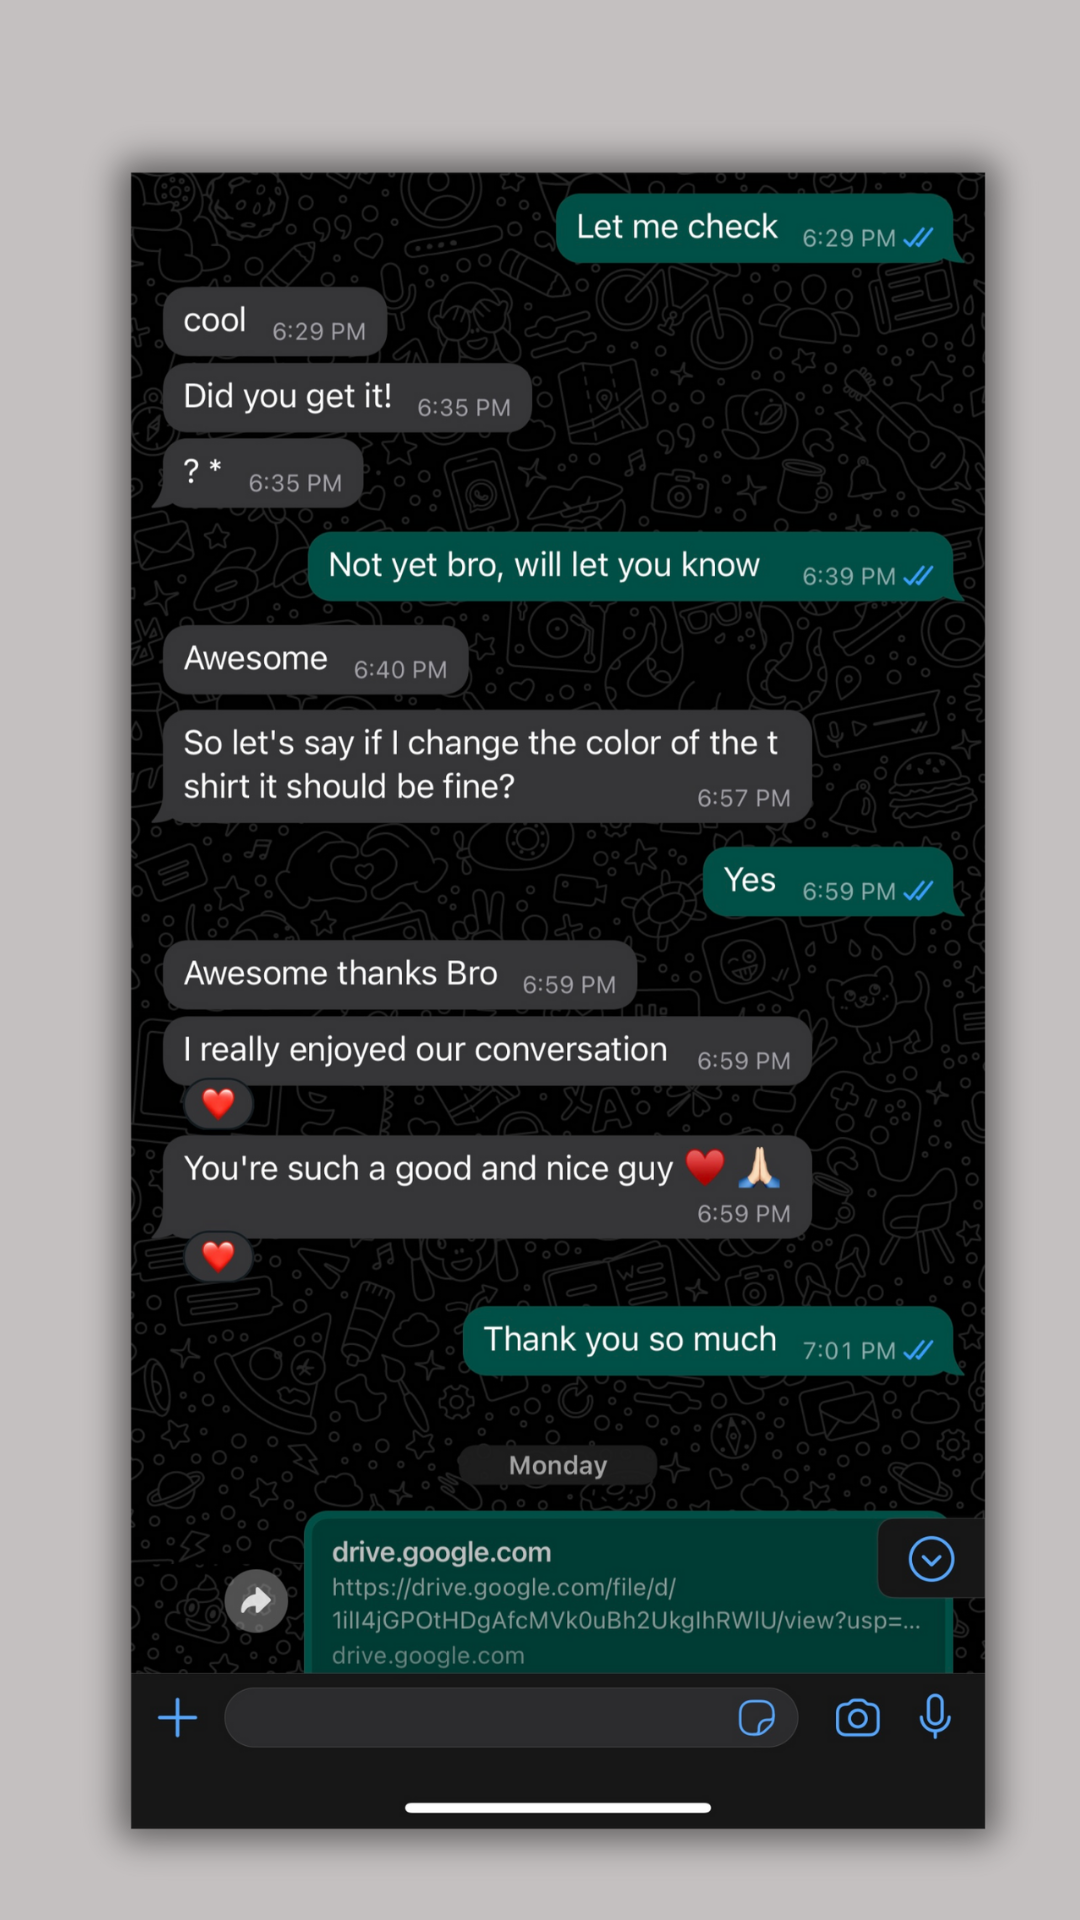 Let me check 6:29 PM
cool 6:29 PM
Did you get it! 6:35 PM
? * 6:35 PM
Not yet bro, will let you know 6:39 PM
Awesome 6:40 PM
So let's say if I change the color of the t
shirt it should be fine? 6:57 PM
Yes 6:59 PM
Awesome thanks Bro 6:59 PM
I really enjoyed our conversation 6:59 PM
❤️
You're such a good and nice guy ♥️ 🙏🏻
6:59 PM
❤️
Thank you so much 7:01 PM
Monday
drive.google.com
https://drive.google.com/file/d/
1ilI4jGPOtHDgAfcMVk0uBh2UkgIhRWlU/view?usp=...
drive.google.com